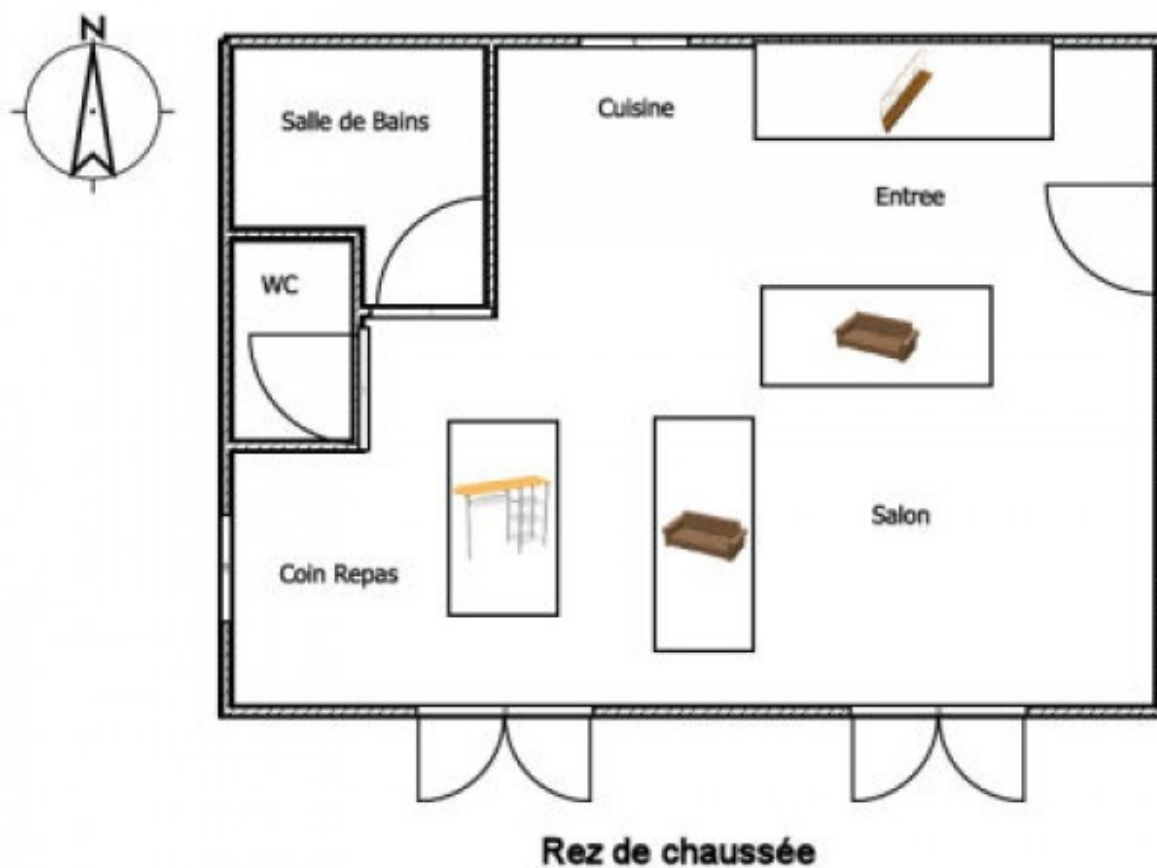 N
Salle de Bains
Cuisine
Entree
WC
Salon
Coin Repas
Rez de chaussée